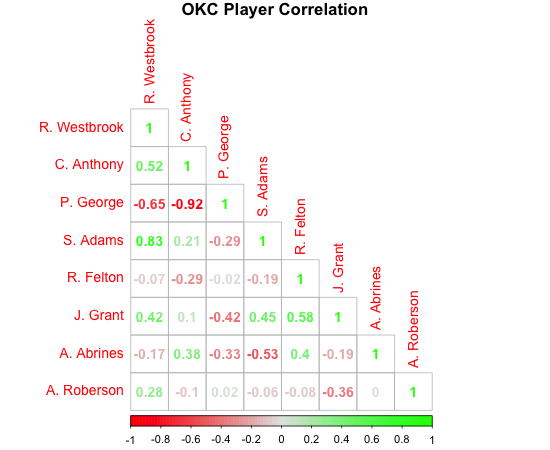 OKC Player Correlation
R. Westbrook
C. Anthony
P. George
S. Adams
R. Felton
J. Grant
A. Abrines
A. Roberson
R. Westbrook 1
C. Anthony 0.52 1
P. George -0.65 -0.92 1
S. Adams 0.83 0.21 -0.29 1
R. Felton -0.07 -0.29 -0.02 -0.19 1
J. Grant 0.42 0.1 -0.42 0.45 0.58 1
A. Abrines -0.17 0.38 -0.33 -0.53 0.4 -0.19 1
A. Roberson 0.28 -0.1 0.02 -0.06 -0.08 -0.36 0 1
-1 -0.8 -0.6 -0.4 -0.2 0 0.2 0.4 0.6 0.8 1